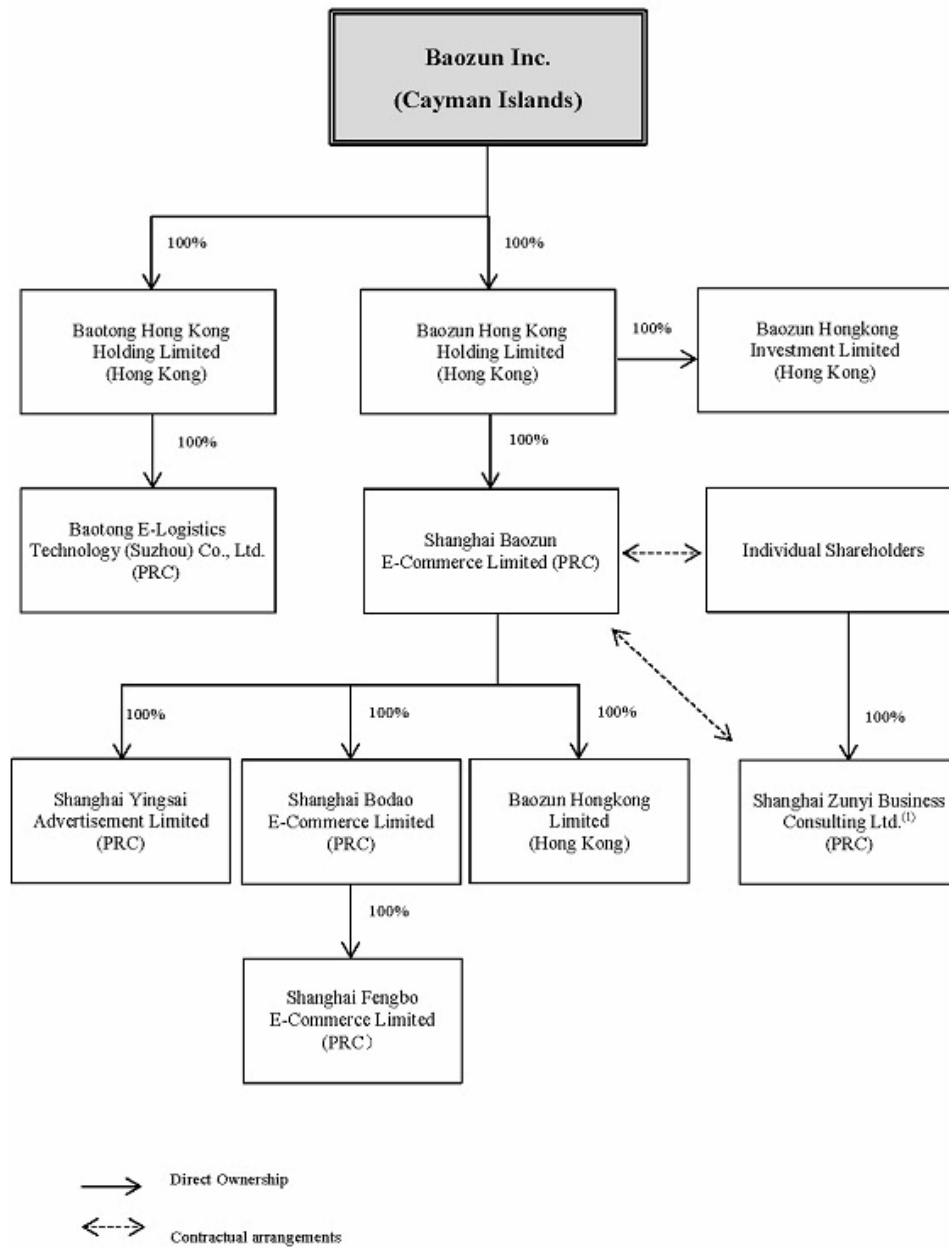 Baozun Inc.
(Cayman Islands)
100%
100%
Baotong Hong Kong
Holding Limited
(Hong Kong)
Baozun Hong Kong
Holding Limited
(Hong Kong)
100%
Baozun Hongkong
Investment Limited
(Hong Kong)
100%
100%
Baotong E-Logistics
Technology (Suzhou) Co., Ltd.
(PRC)
Shanghai Baozun
E-Commerce Limited (PRC)
Individual Shareholders
100%
100%
100%
100%
Shanghai Yingsai
Advertisement Limited
(PRC)
Shanghai Bodao
E-Commerce Limited
(PRC)
Baozun Hongkong
Limited
(Hong Kong)
Shanghai Zunyi Business
Consulting Ltd.(1)
(PRC)
100%
Shanghai Fengbo
E-Commerce Limited
(PRC）
Direct Ownership
Contractual arrangements